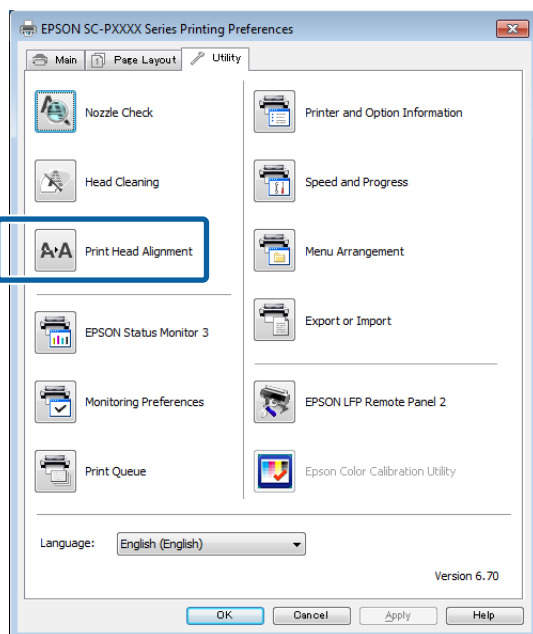 EPSON SC-PXXXX Series Printing Preferences
Main Page Layout Utility
Nozzle Check
Head Cleaning
A A Print Head Alignment
EPSON Status Monitor 3
Monitoring Preferences
Print Queue
Printer and Option Information
Speed and Progress
Menu Arrangement
Export or Import
EPSON LFP Remote Panel 2
Epson Color Calibration Utility
Language: English (English)
Version 6.70
OK Cancel Apply Help